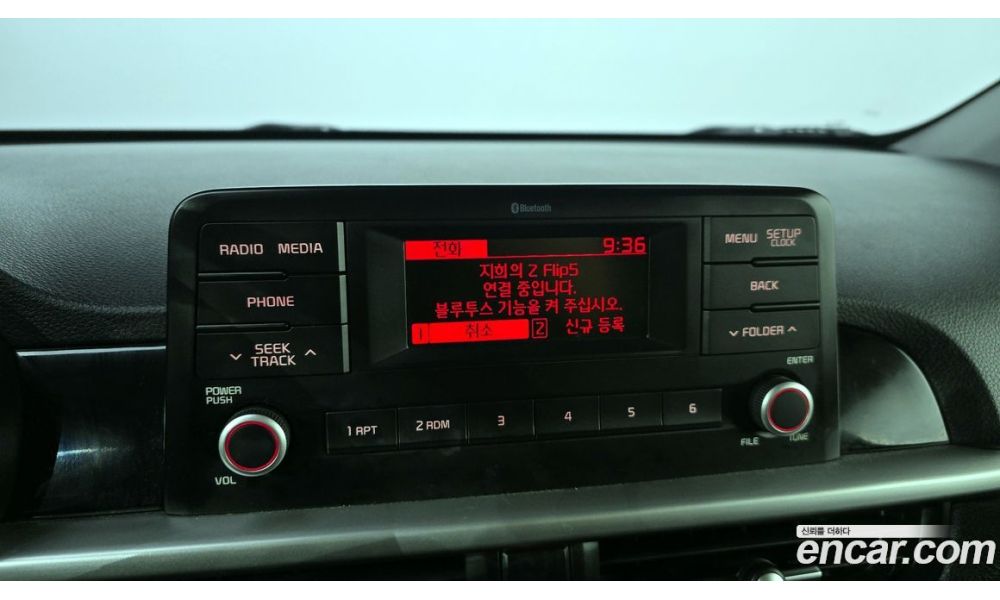 Bluetooth
RADIO MEDIA
PHONE
SEEK
TRACK
POWER
PUSH
VOL
전화 9:36
지희의 Z Flip5
연결 중입니다.
블루투스 기능을 켜 주십시오.
1 취소 2 신규 등록
MENU SETUP
CLOCK
BACK
FOLDER
ENTER
FILE TUNE
1 RPT 2 RDM 3 4 5 6
신뢰를 더하다
encar.com